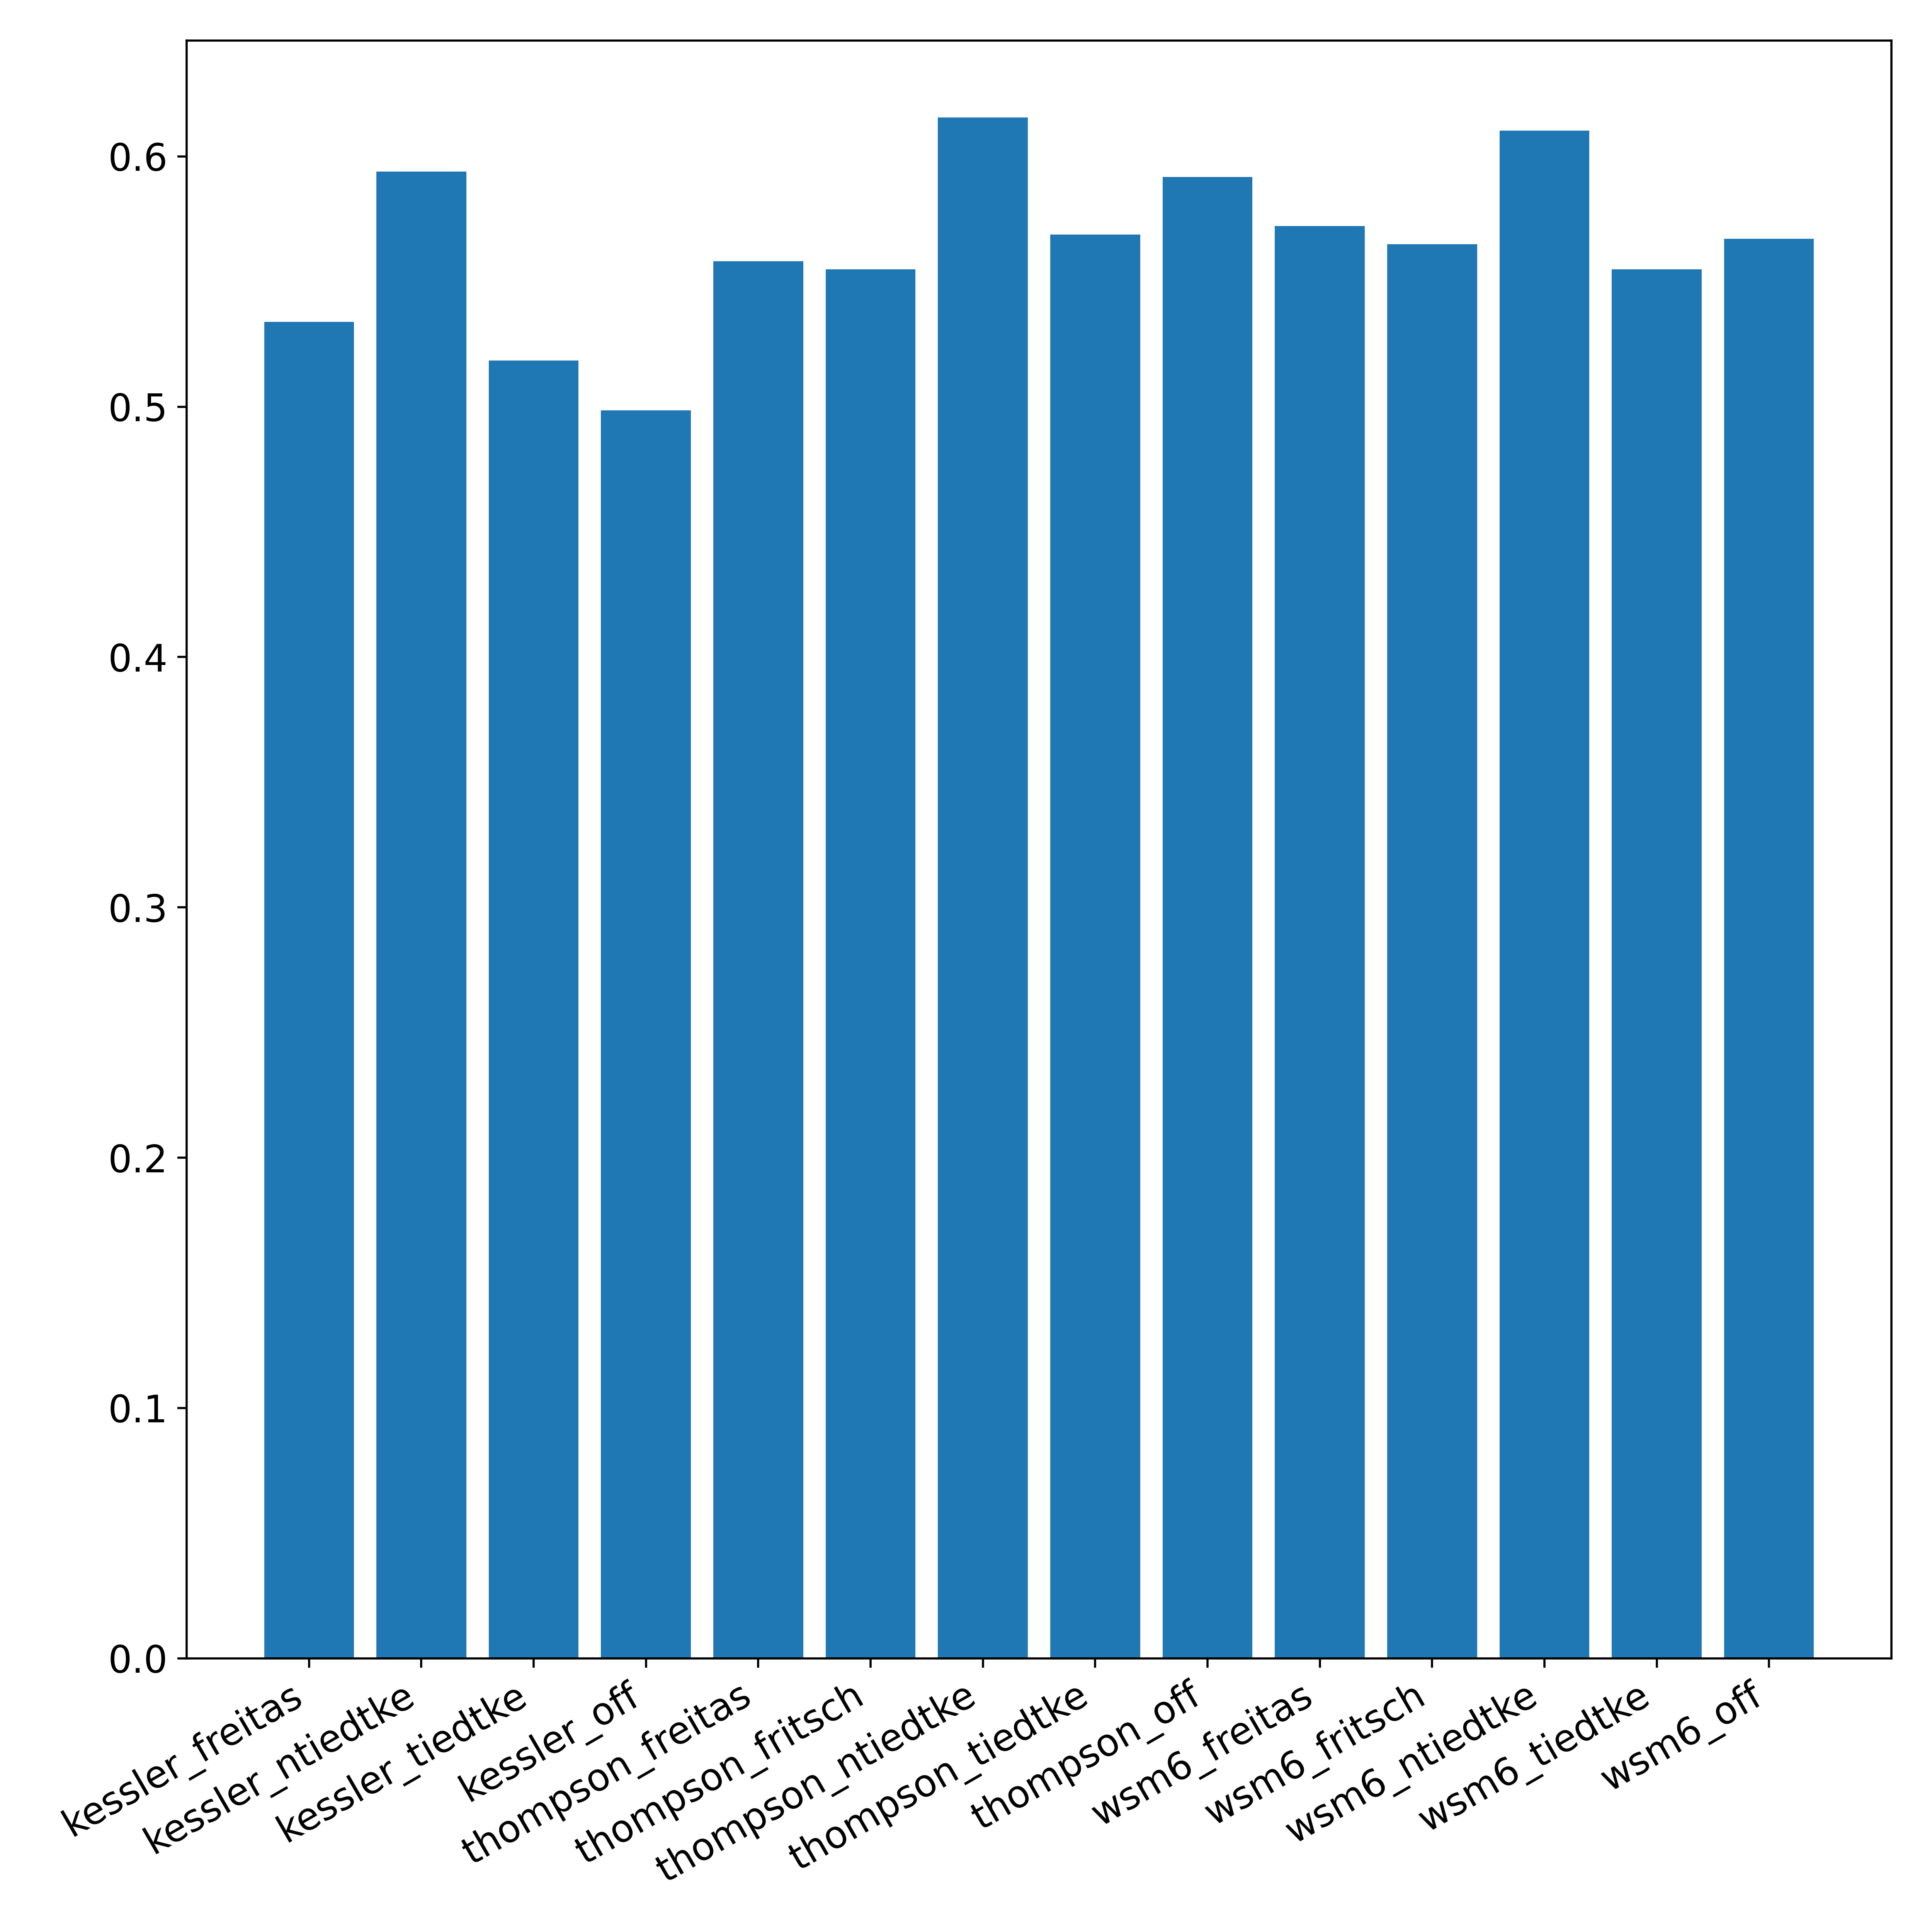 0.6
0.5
0.4
0.3
0.2
0.1
0.0
kessler_freitas
kessler_ntiedtke
kessler_tiedtke
kessler_off
thompson_freitas
thompson_fritsch
thompson_ntiedtke
thompson_tiedtke
thompson_off
wsm6_freitas
wsm6_fritsch
wsm6_ntiedtke
wsm6_tiedtke
wsm6_off